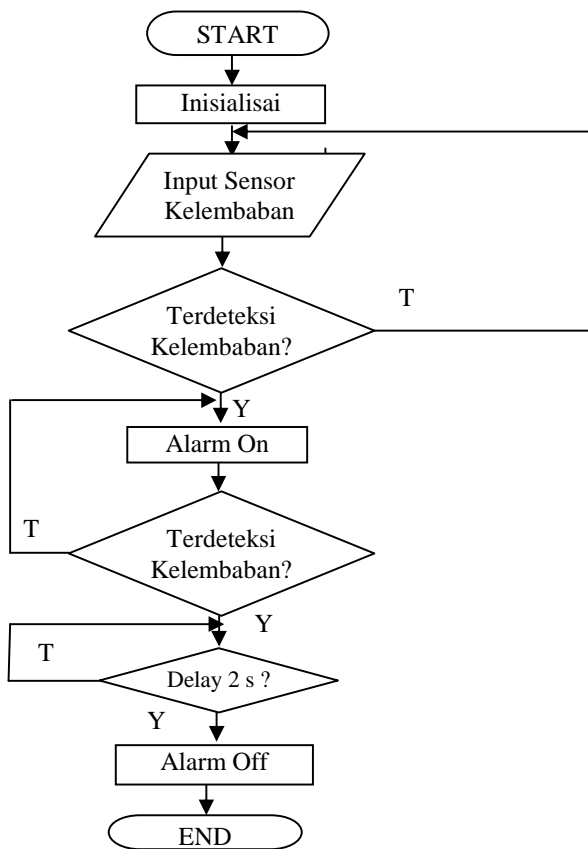 START
Inisialisai
Input Sensor
Kelembaban
Terdeteksi
Kelembaban?
T
Y
Alarm On
Terdeteksi
Kelembaban?
T
Y
Delay 2 s ?
T
Y
Alarm Off
END